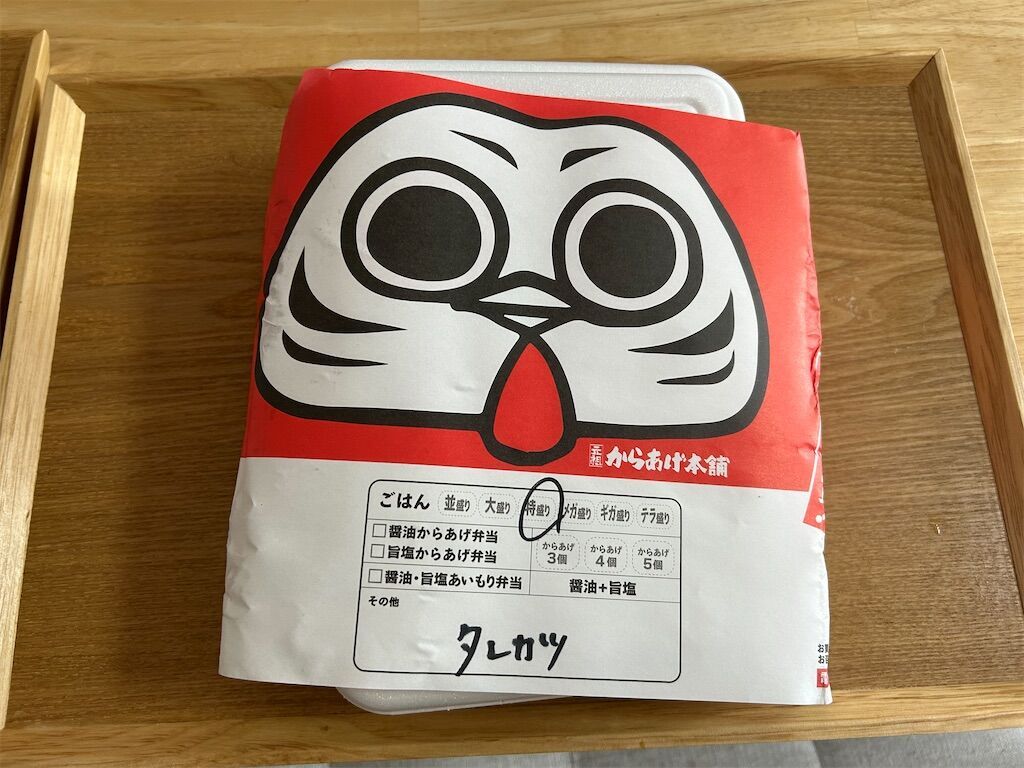 元祖 からあげ本舗
ごはん 並盛り 大盛り 特盛り メガ盛り ギガ盛り テラ盛り
□醤油からあげ弁当
□旨塩からあげ弁当
からあげ3個 からあげ4個 からあげ5個
□醤油・旨塩あいもり弁当 醤油+旨塩
その他
タレカツ